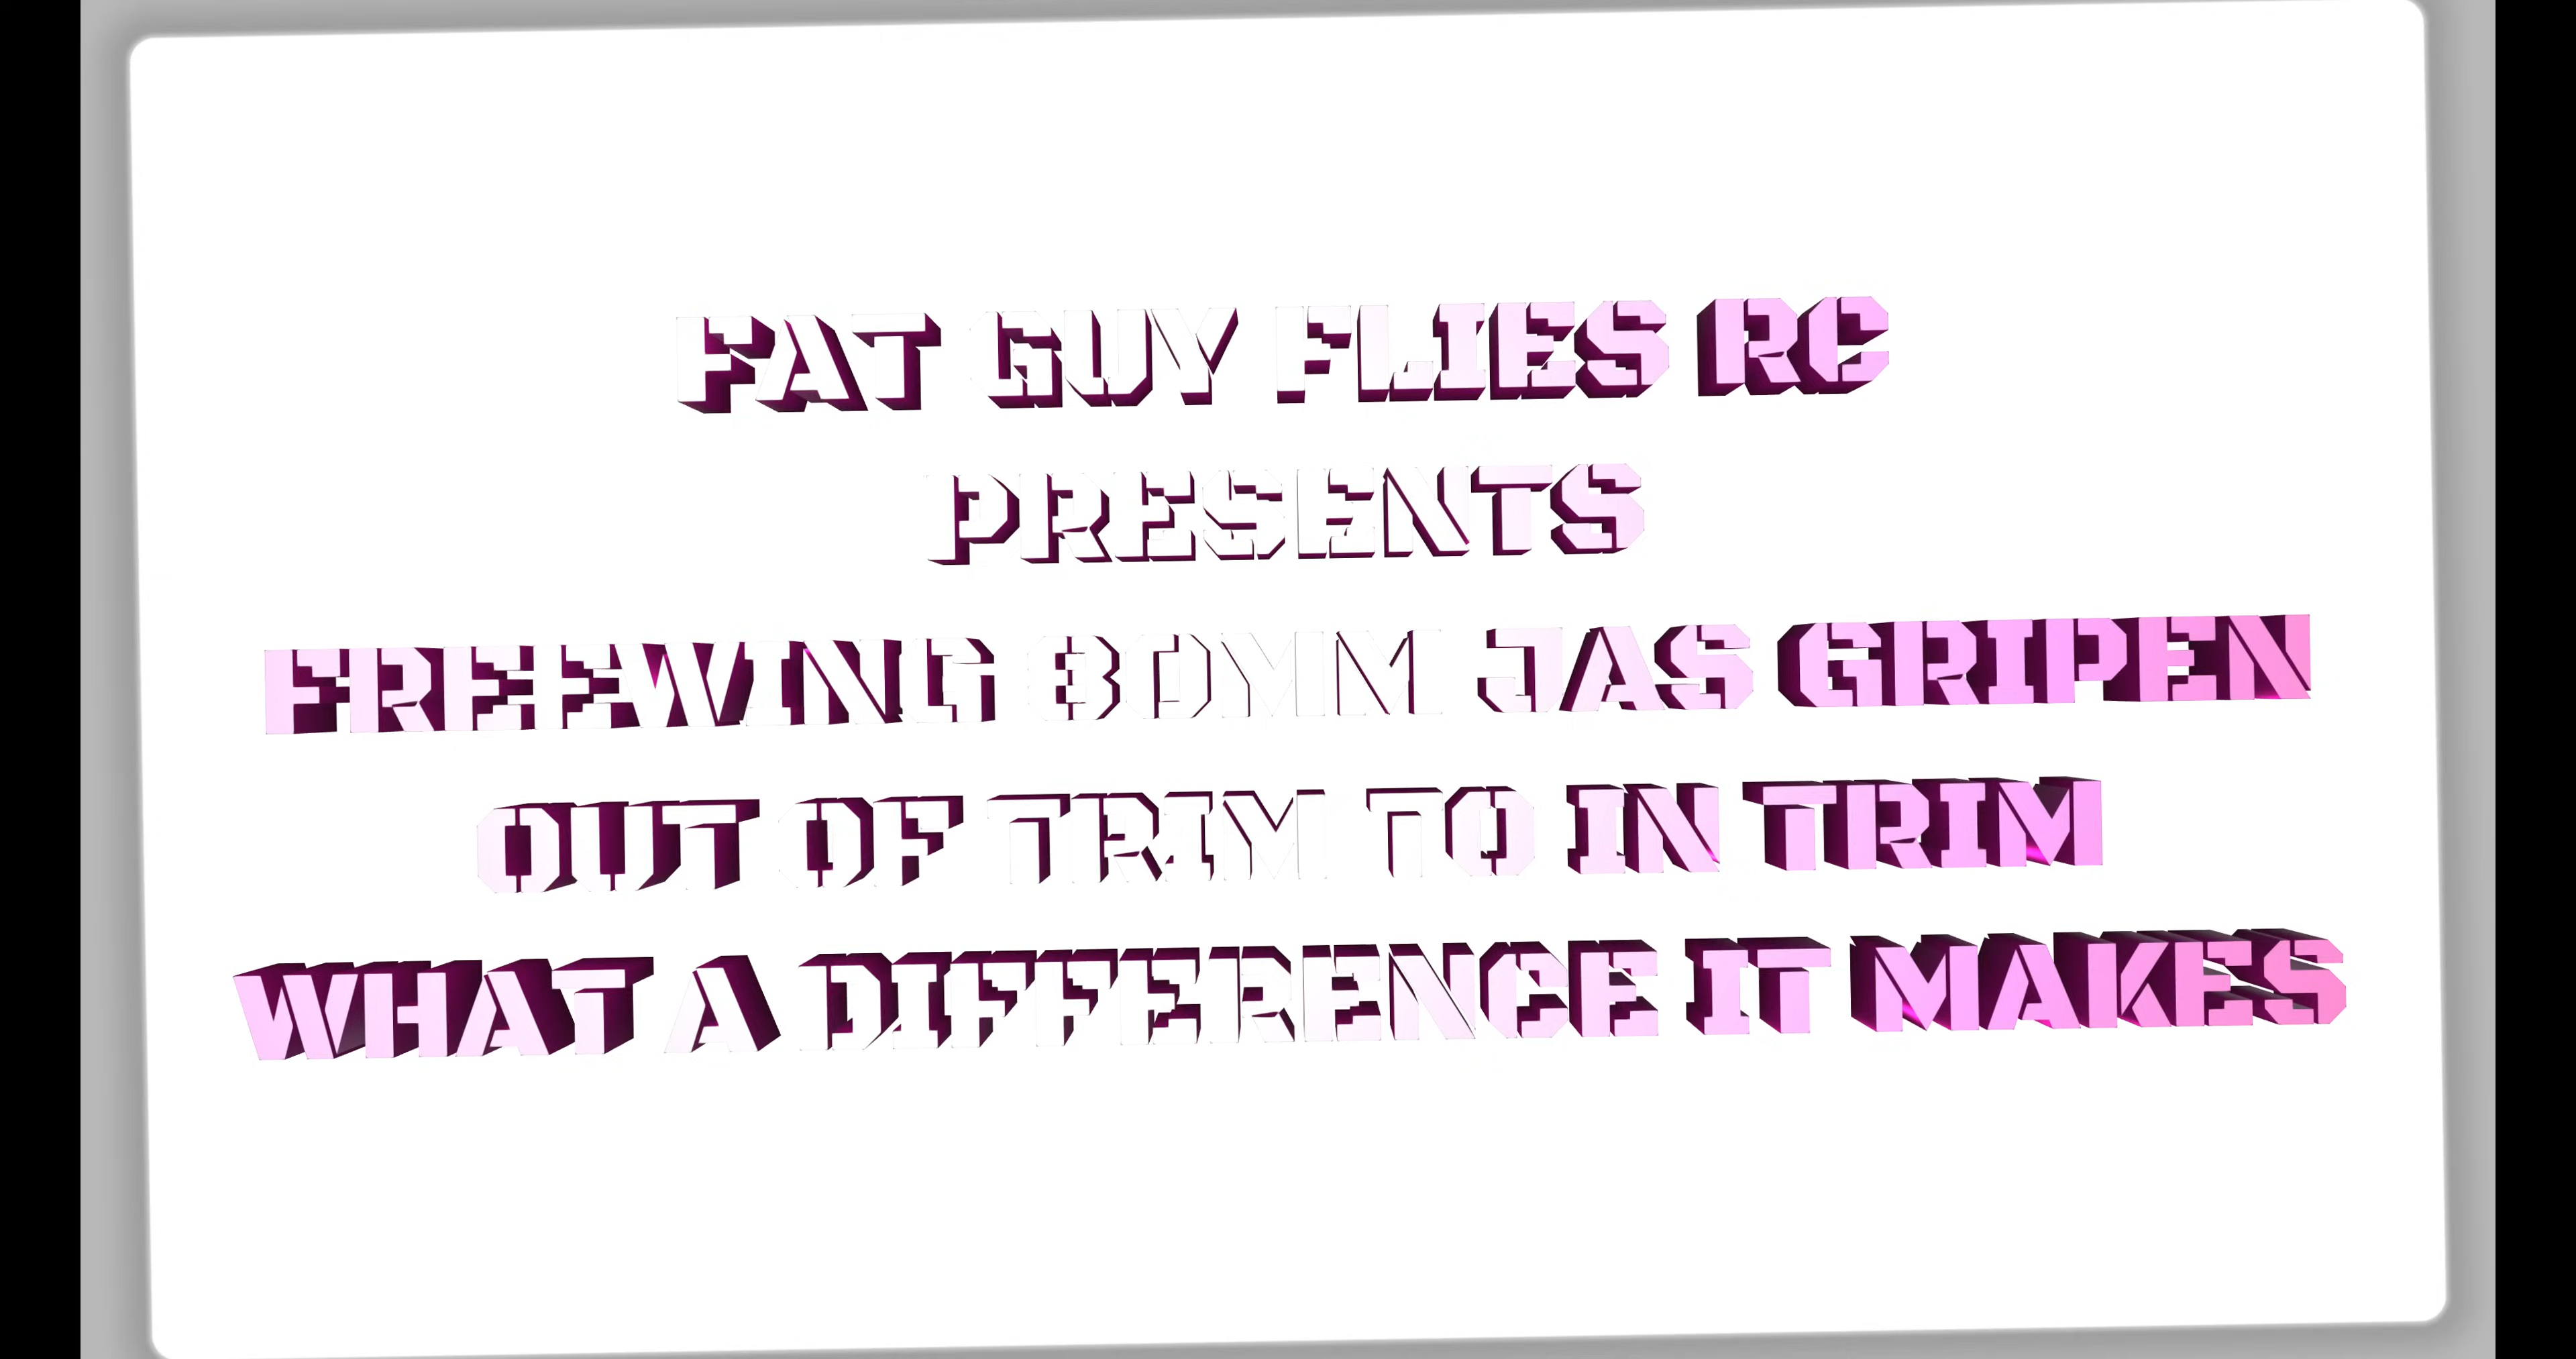 FAT GUY FLIES RC
PRESENTS
FREEWING 80MM JAS GRIPEN
OUT OF TRIM TO IN TRIM
WHAT A DIFFERENCE IT MAKES